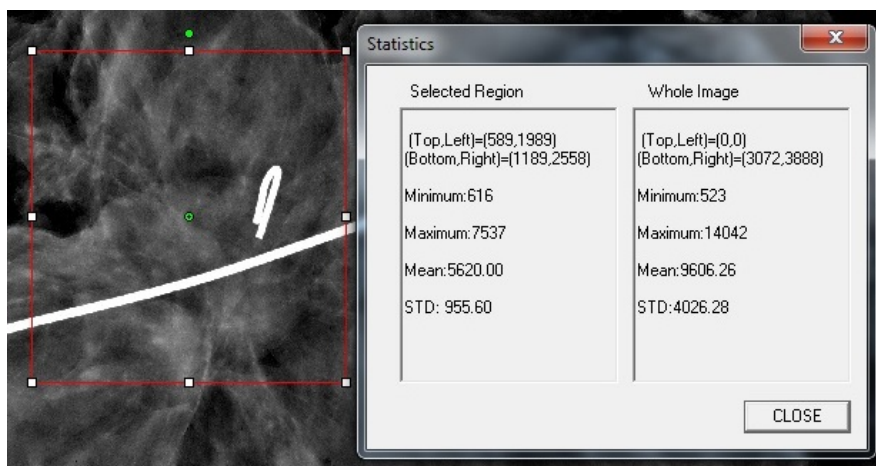 Statistics
Selected Region
(Top,Left)=(589,1989)
(Bottom,Right)=(1189,2558)
Minimum:616
Maximum:7537
Mean:5620.00
STD: 955.60
Whole Image
(Top,Left)=(0,0)
(Bottom,Right)=(3072,3888)
Minimum:523
Maximum:14042
Mean:9606.26
STD:4026.28
CLOSE